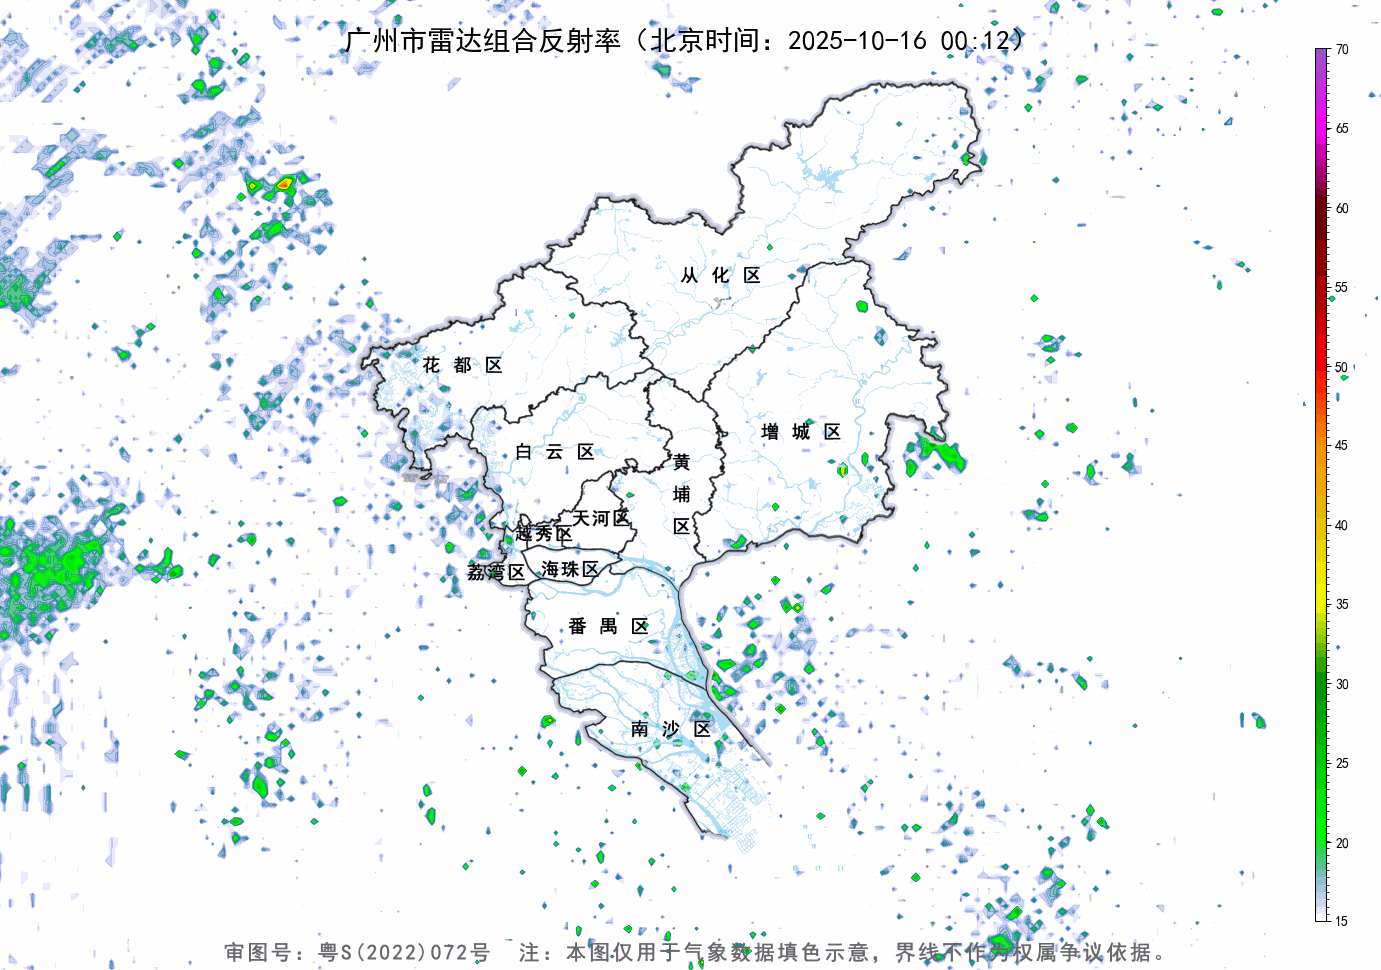 广州市雷达组合反射率（北京时间：2025-10-16 00:12）
70
65
60
55
50
45
40
35
30
25
20
15
从化区
花都区
增城区
白云区
黄埔区
天河区
越秀区
荔湾区
海珠区
番禺区
南沙区
审图号：粤S(2022)072号 注：本图仅用于气象数据填色示意，界线不作为权属争议依据。